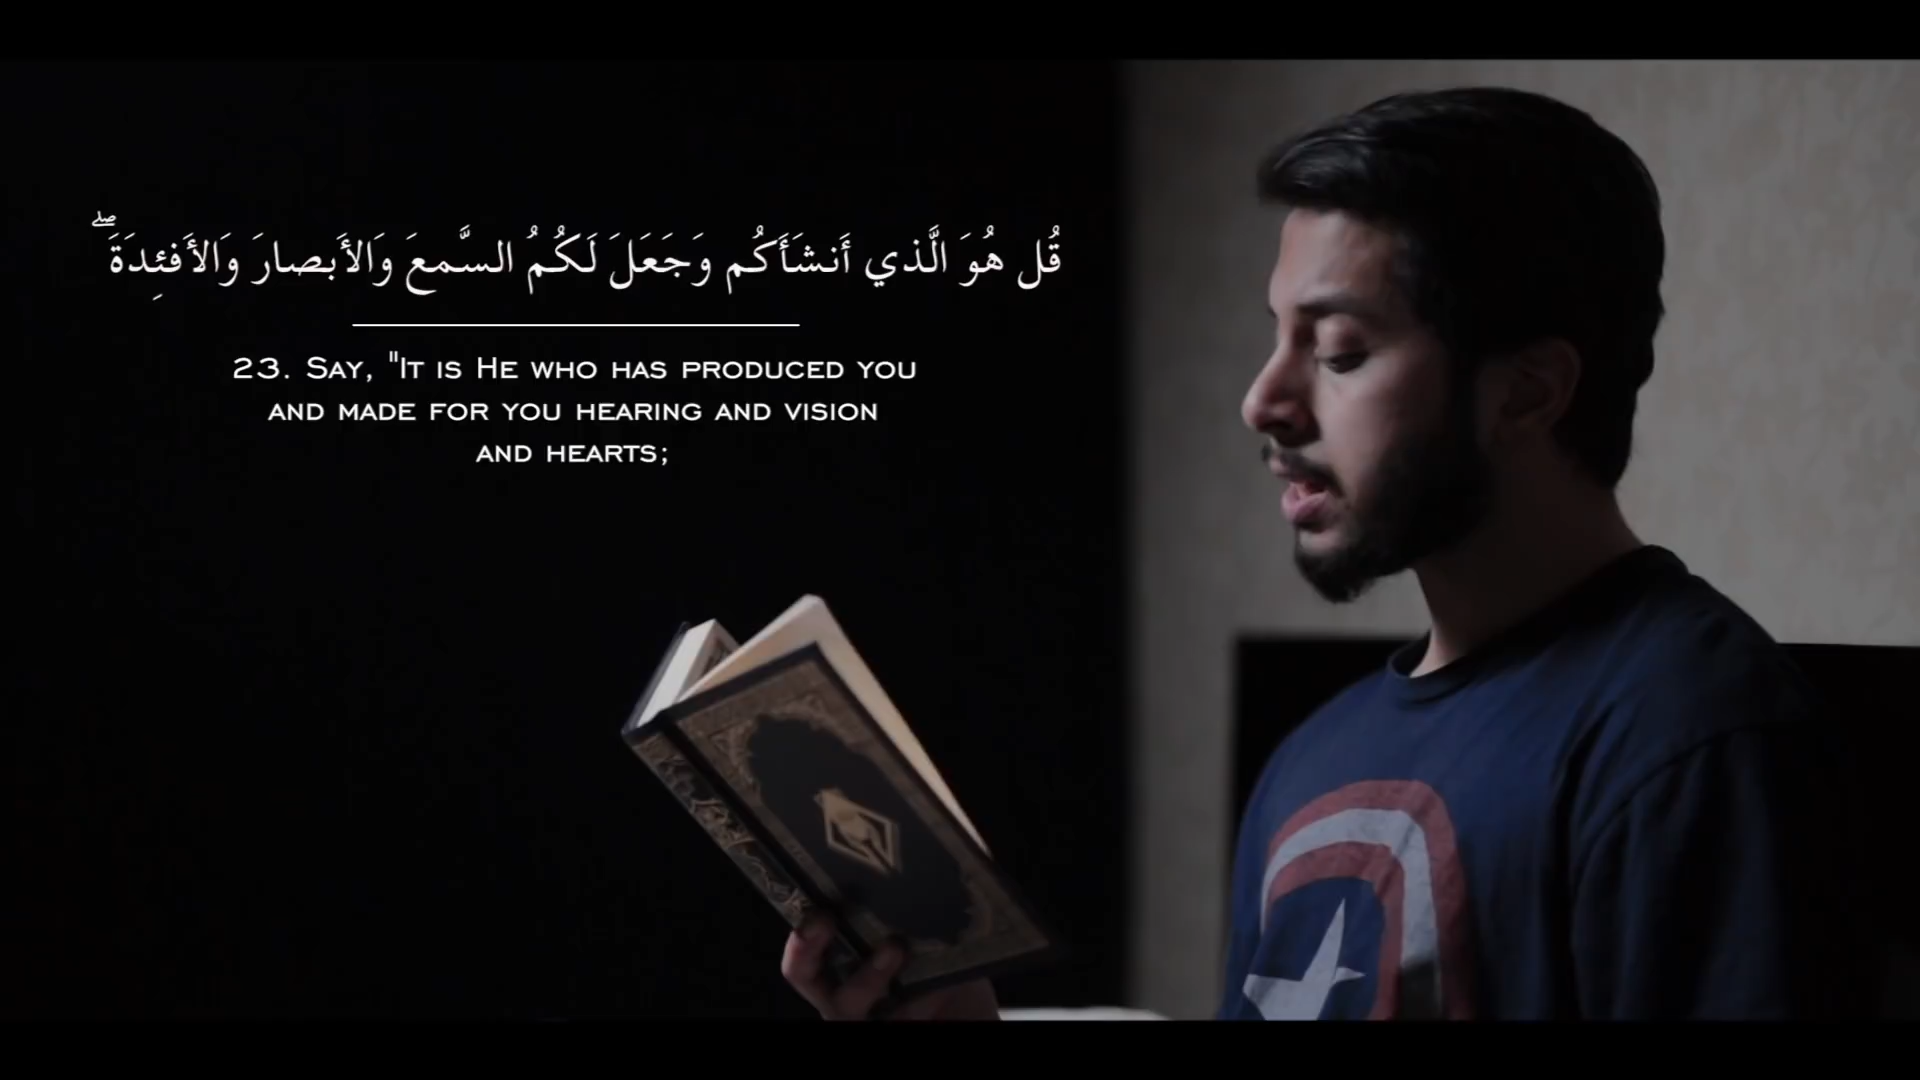 قُل هُوَ الَّذي أَنشَأَكُم وَجَعَلَ لَكُمُ السَّمعَ وَالأَبصارَ وَالأَفئِدَةَ ۖ
23. Say, "It is He who has produced you
and made for you hearing and vision
and hearts;